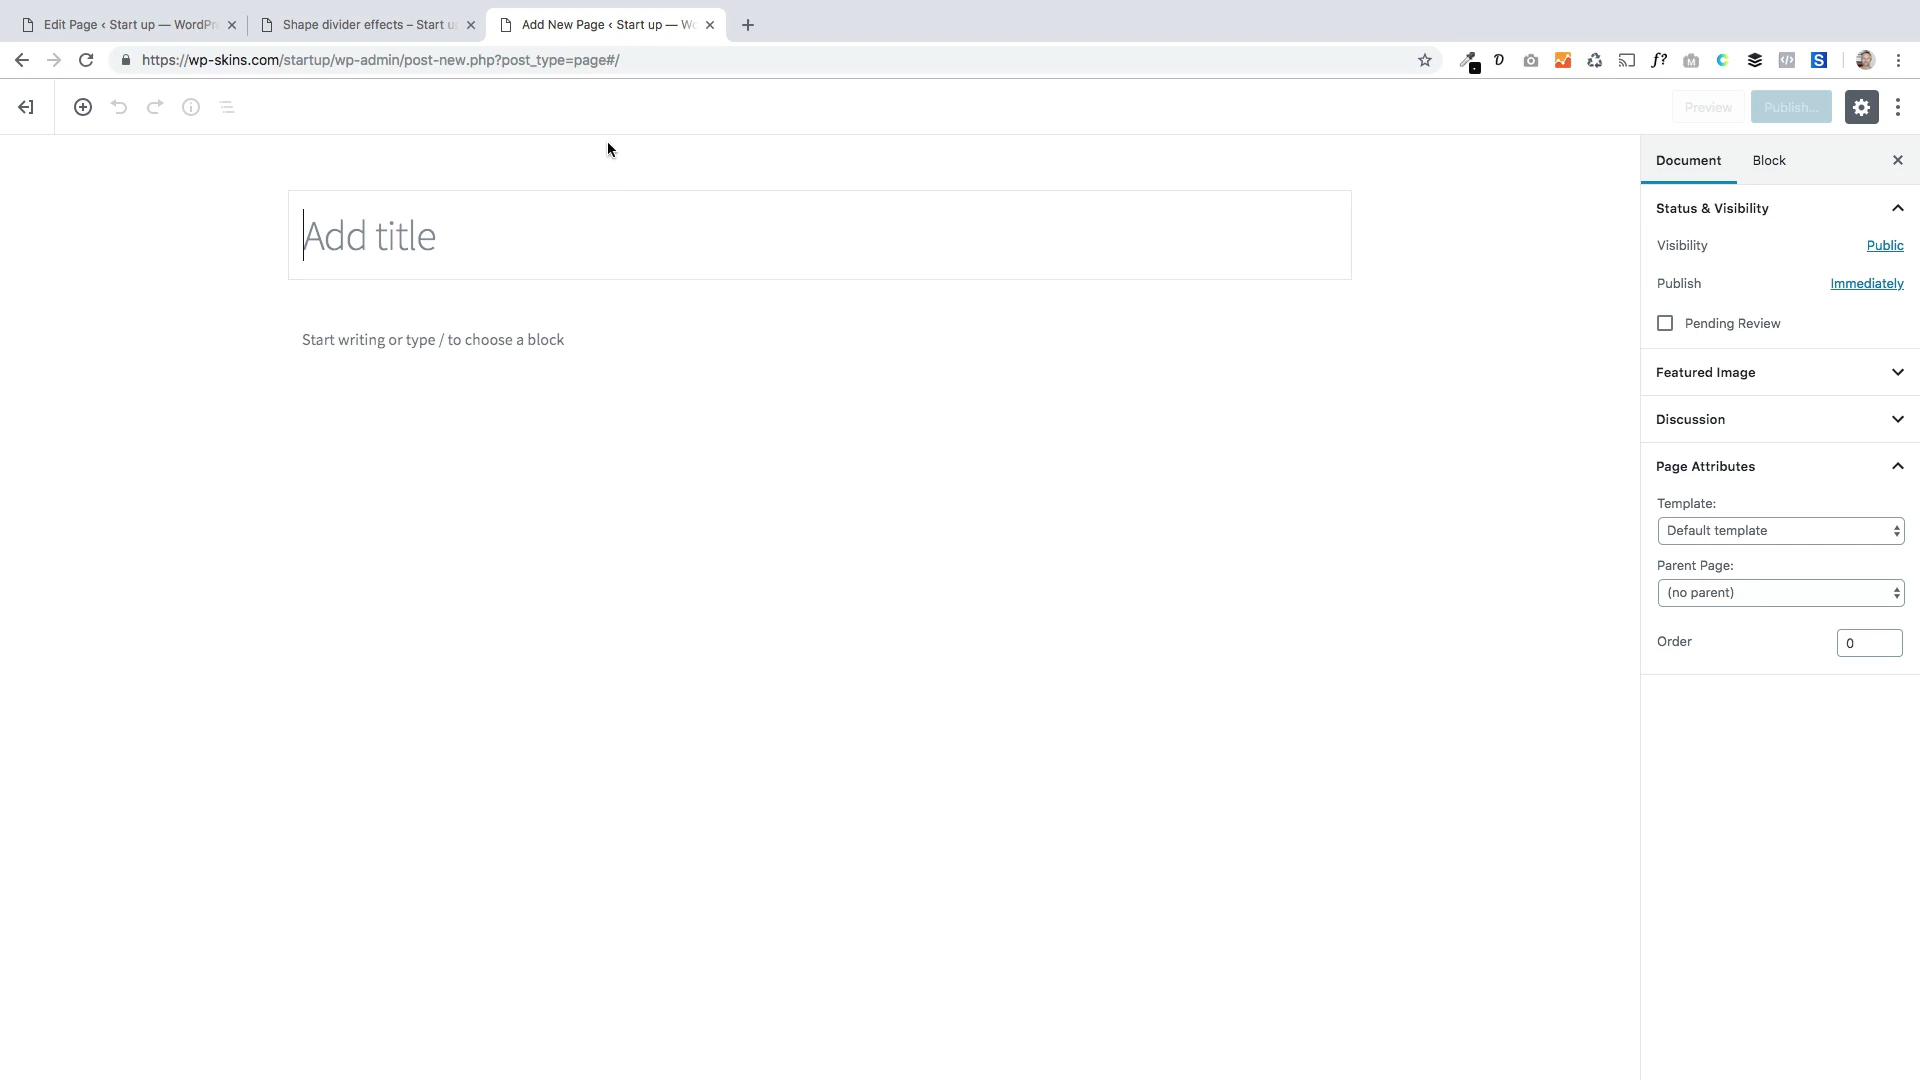 Edit Page ‹ Start up — WordPr
Shape divider effects – Start u
Add New Page ‹ Start up — Wo
https://wp-skins.com/startup/wp-admin/post-new.php?post_type=page#/
Preview
Publish...
Document
Block
Add title
Start writing or type / to choose a block
Status & Visibility
Visibility
Public
Publish
Immediately
Pending Review
Featured Image
Discussion
Page Attributes
Template:
Default template
Parent Page:
(no parent)
Order
0